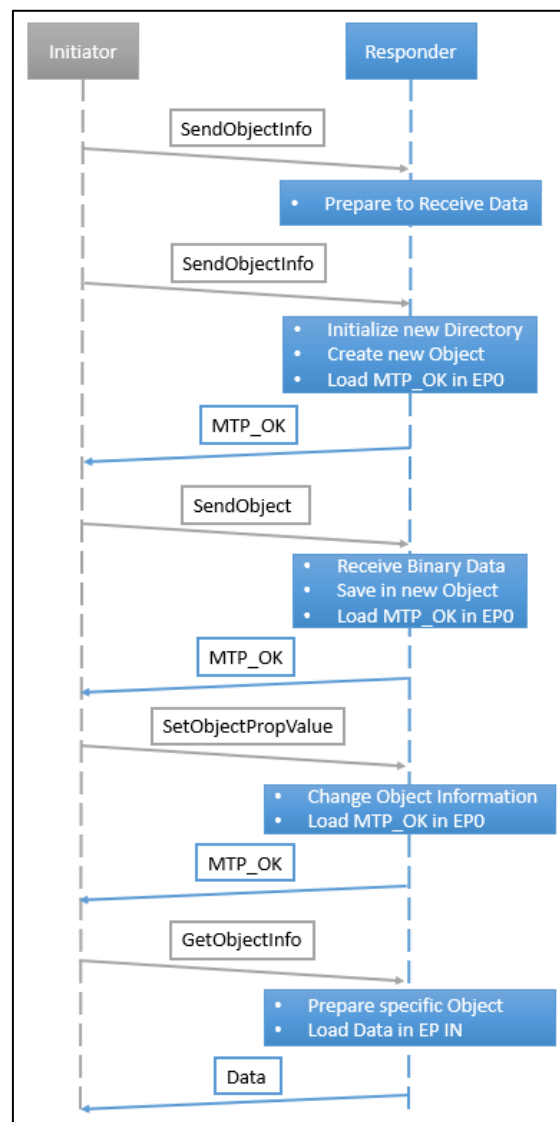 Initiator
Responder
SendObjectInfo
• Prepare to Receive Data
SendObjectInfo
• Initialize new Directory
• Create new Object
• Load MTP_OK in EP0
MTP_OK
SendObject
• Receive Binary Data
• Save in new Object
• Load MTP_OK in EP0
MTP_OK
SetObjectPropValue
• Change Object Information
• Load MTP_OK in EP0
MTP_OK
GetObjectInfo
• Prepare specific Object
• Load Data in EP IN
Data